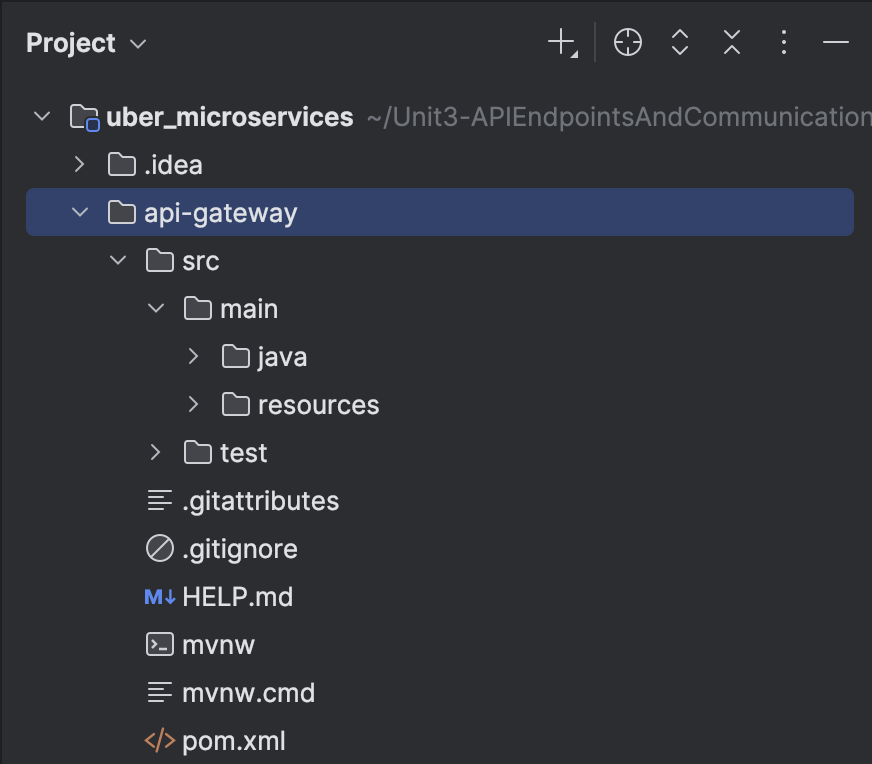 Project
uber_microservices ~/Unit3-APIEndpointsAndCommunication
.idea
api-gateway
src
main
java
resources
test
.gitattributes
.gitignore
M↓ HELP.md
mvnw
mvnw.cmd
</> pom.xml